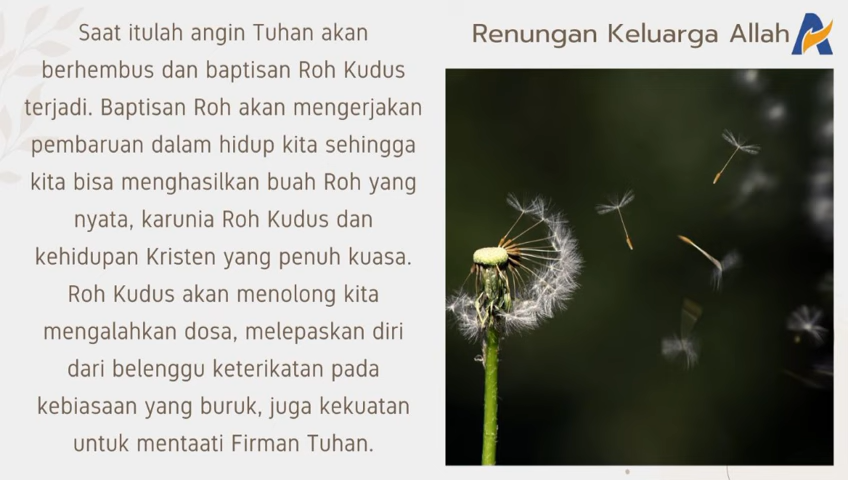 Saat itulah angin Tuhan akan
berhembus dan baptisan Roh Kudus
terjadi. Baptisan Roh akan mengerjakan
pembaruan dalam hidup kita sehingga
kita bisa menghasilkan buah Roh yang
nyata, karunia Roh Kudus dan
kehidupan Kristen yang penuh kuasa.
Roh Kudus akan menolong kita
mengalahkan dosa, melepaskan diri
dari belenggu keterikatan pada
kebiasaan yang buruk, juga kekuatan
untuk mentaati Firman Tuhan.
Renungan Keluarga Allah